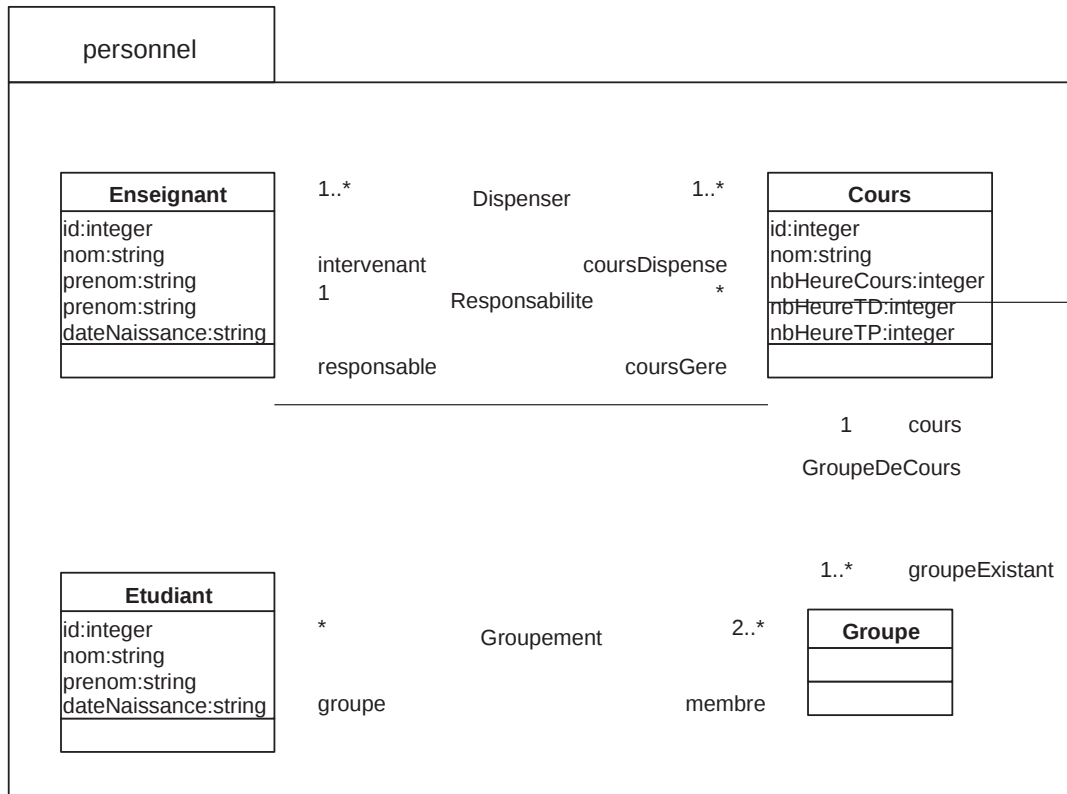 personnel
Enseignant
id:integer
nom:string
prenom:string
prenom:string
dateNaissance:string
1..* Dispenser 1..*
intervenant coursDispense
1 Responsabilite *
responsable coursGere
Cours
id:integer
nom:string
nbHeureCours:integer
nbHeureTD:integer
nbHeureTP:integer
1 cours
GroupeDeCours
1..* groupeExistant
Etudiant
id:integer
nom:string
prenom:string
dateNaissance:string
* Groupement 2..*
groupe membre
Groupe